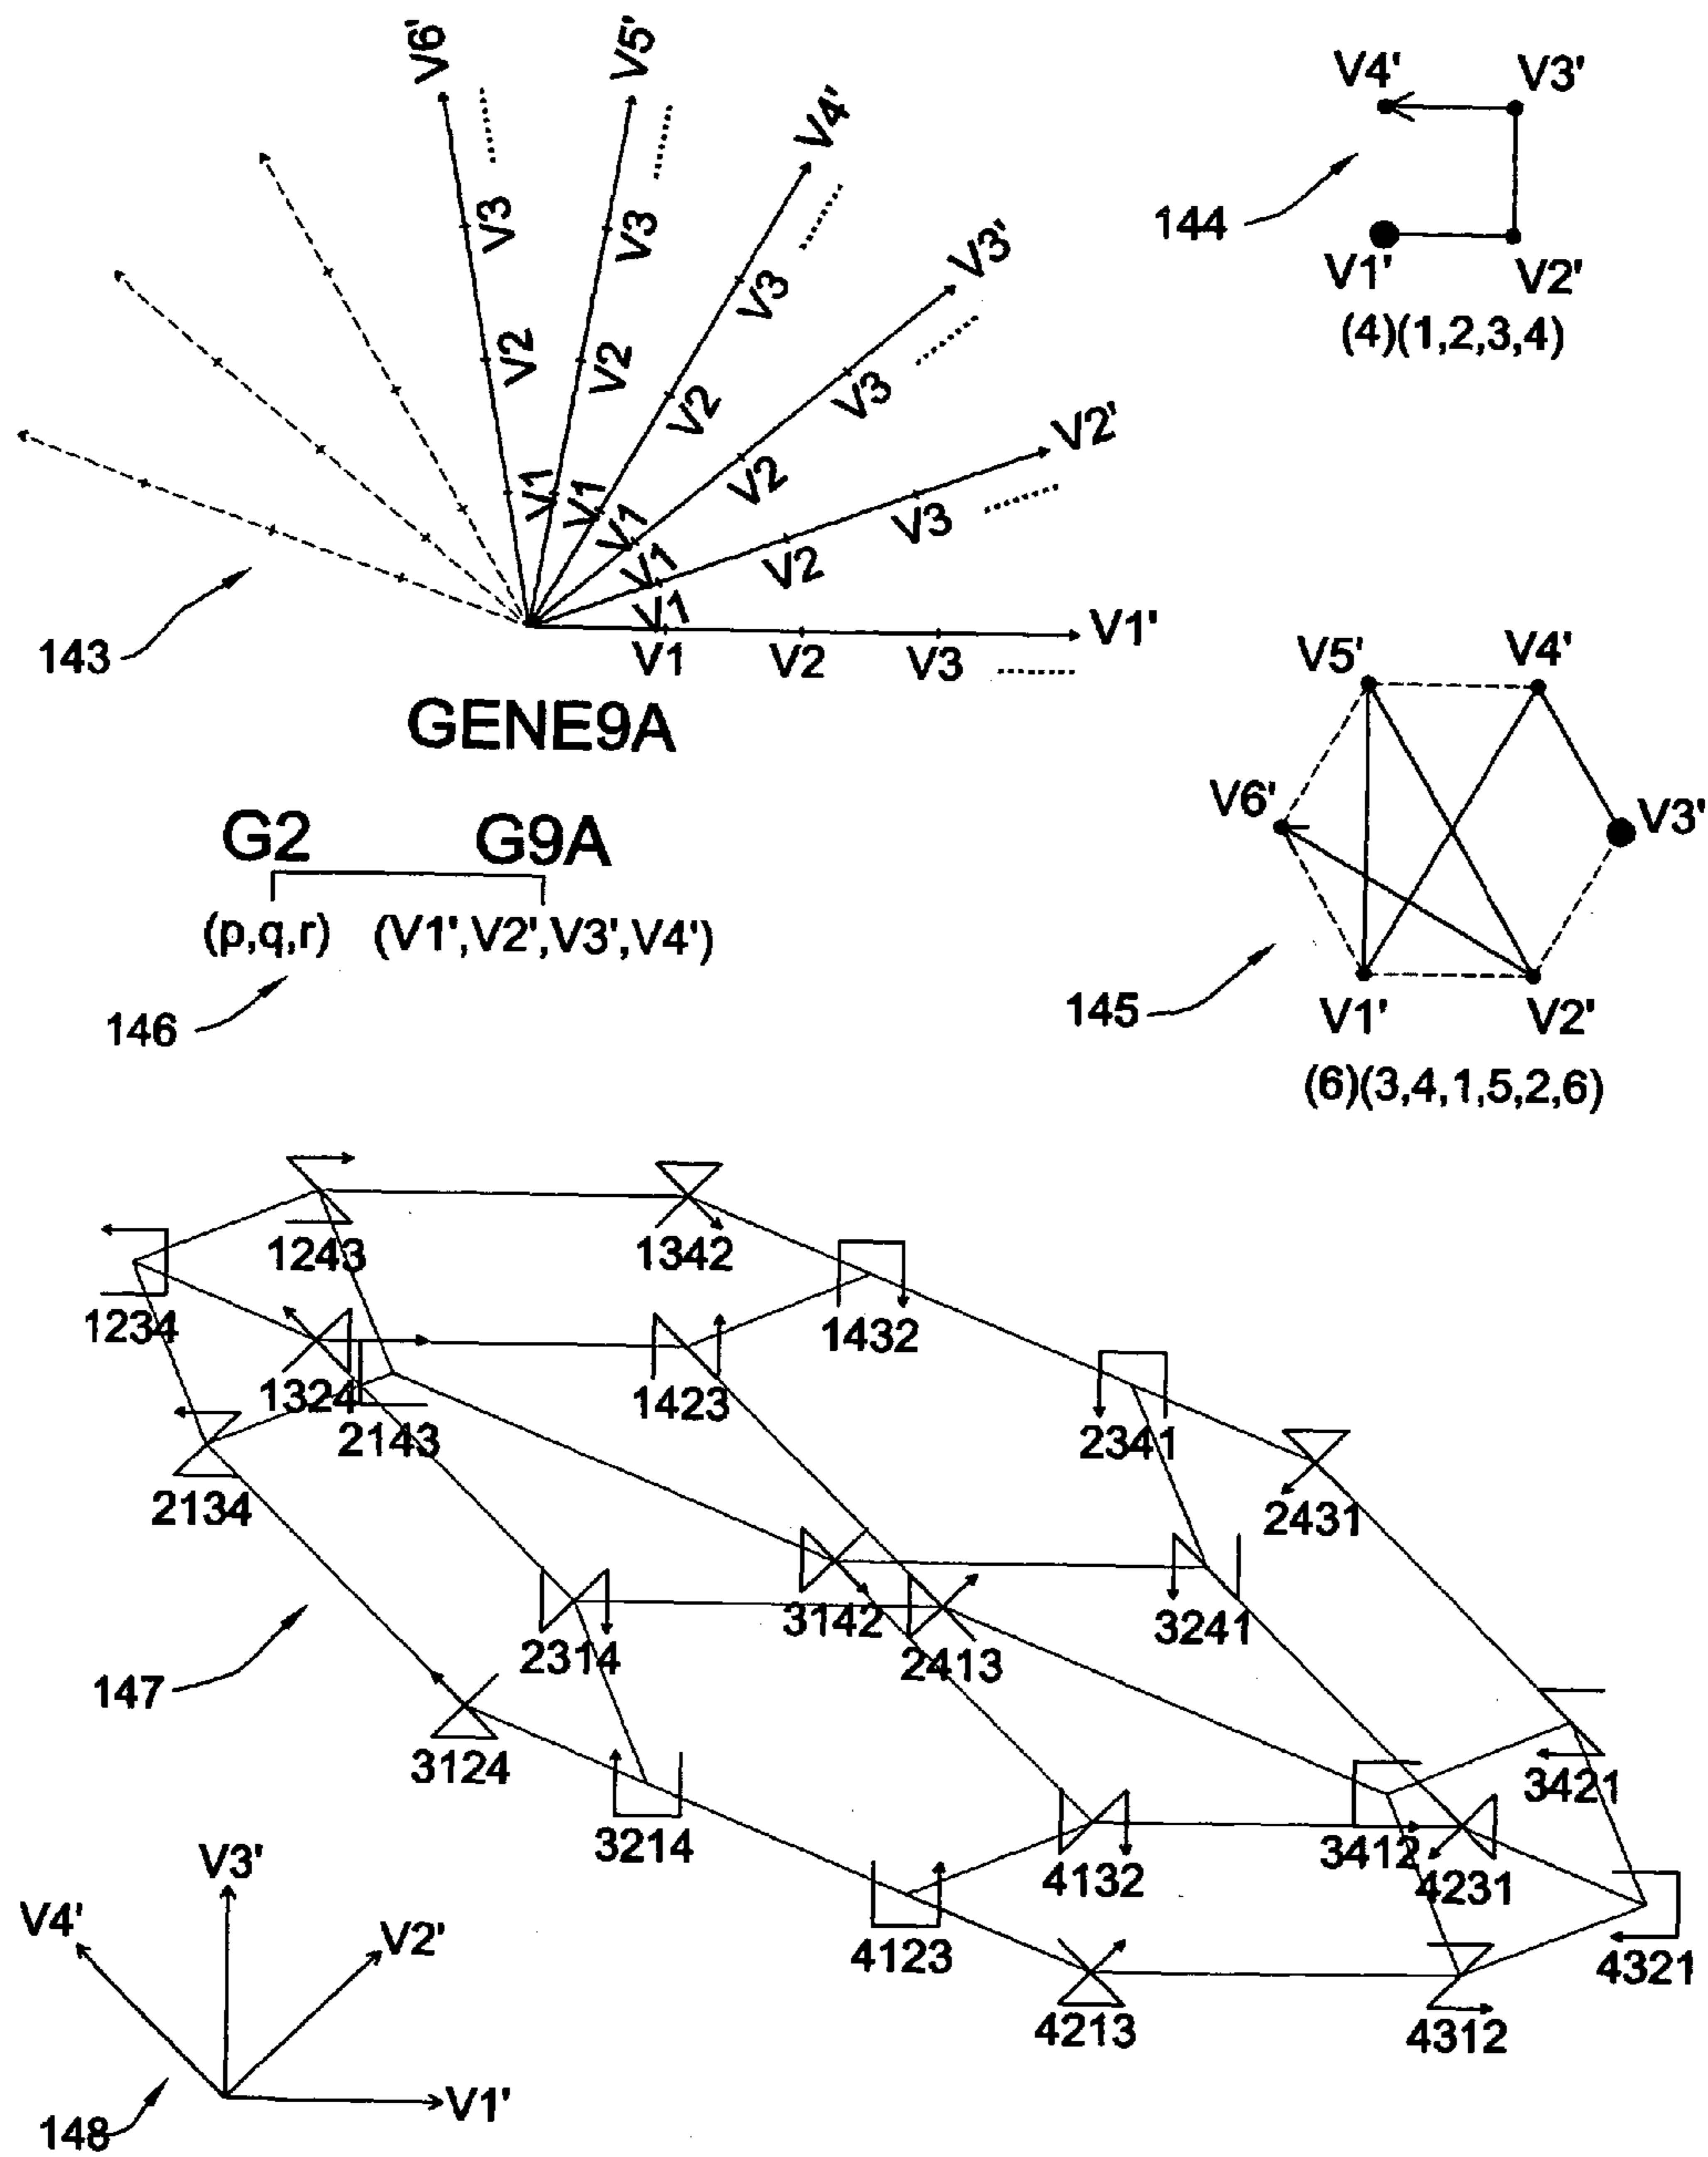 V6'
V5'
V4'
V3'
V2'
V1'
V3
V3
V3
V3
V3
V3
V2
V2
V2
V2
V2
V2
V1
V1
V1
V1
V1
V1
143
GENE9A
V4'
V3'
144
V1'
V2'
(4)(1,2,3,4)
G2
G9A
(p,q,r)
(V1',V2',V3',V4')
146
V5'
V4'
V6'
V3'
145
V1'
V2'
(6)(3,4,1,5,2,6)
1243
1342
1234
1432
1324
1423
2143
2341
2134
2431
3142
3241
2314
2413
147
3124
3421
3214
3412
4132
4231
4123
4321
4213
4312
V3'
V4'
V2'
V1'
148